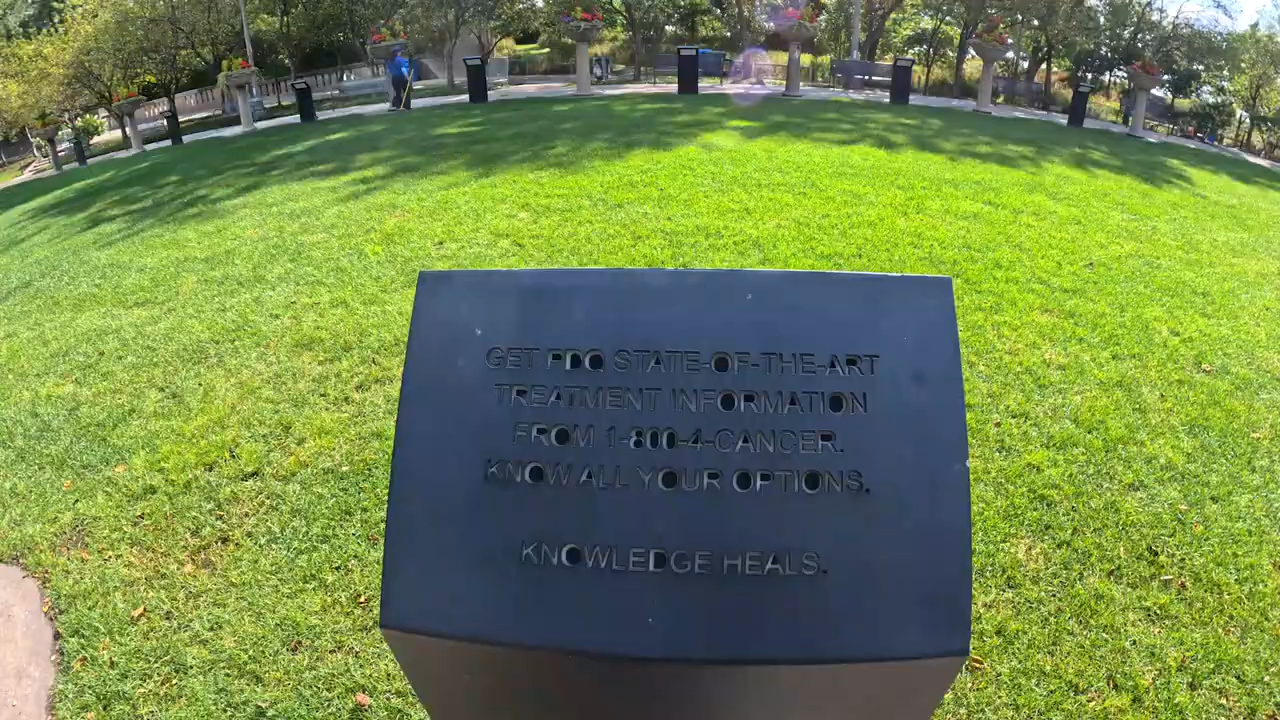 GET PDQ STATE-OF-THE-ART
TREATMENT INFORMATION
FROM 1-800-4-CANCER.
KNOW ALL YOUR OPTIONS.
KNOWLEDGE HEALS.